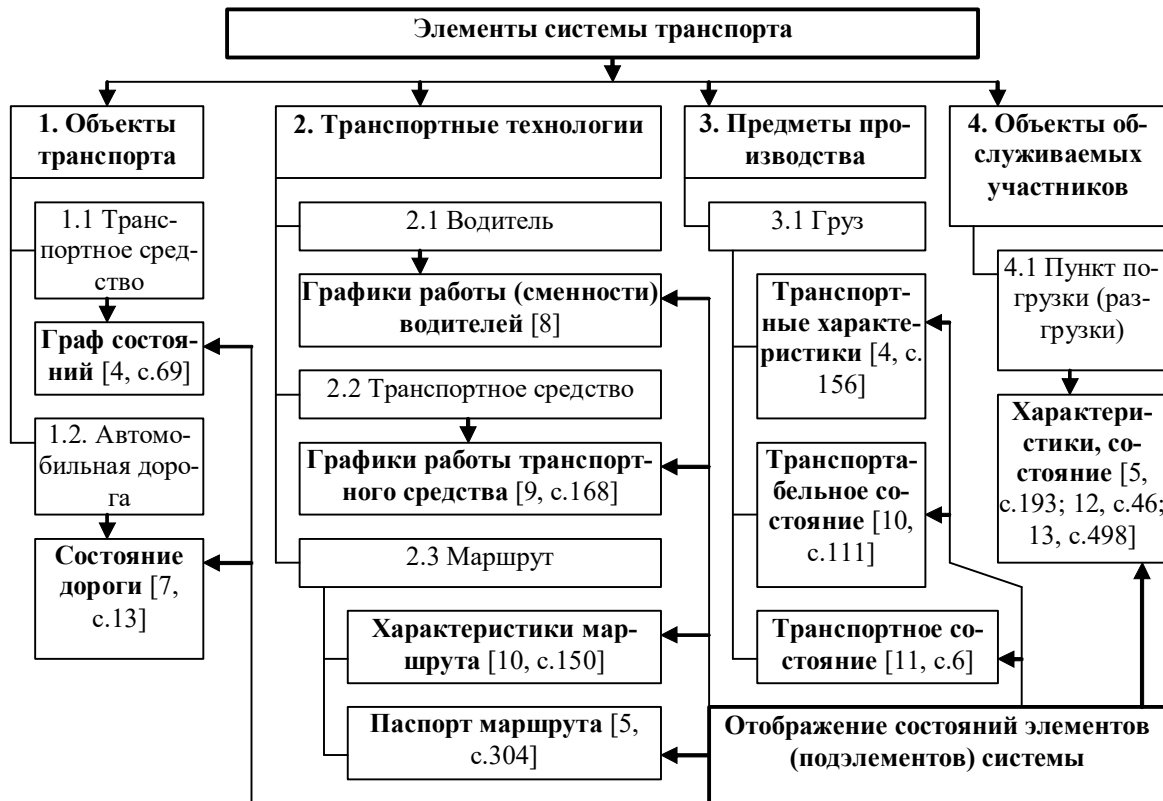 Элементы системы транспорта
1. Объекты
транспорта
1.1 Транс-
портное сред-
ство
Граф состоя-
ний [4, с.69]
1.2. Автомо-
бильная доро-
га
Состояние
дороги [7,
с.13]
2. Транспортные технологии
2.1 Водитель
Графики работы (сменности)
водителей [8]
2.2 Транспортное средство
Графики работы транспорт-
ного средства [9, с.168]
2.3 Маршрут
Характеристики мар-
шрута [10, с.150]
Паспорт маршрута [5,
с.304]
3. Предметы про-
изводства
3.1 Груз
Транспорт-
ные характе-
ристики [4, с.
156]
Транспорта-
бельное со-
стояние [10,
с.111]
Транспортное со-
стояние [11, с.6]
4. Объекты об-
служиваемых
участников
4.1 Пункт по-
грузки (раз-
грузки)
Характери-
стики, со-
стояние [5,
с.193; 12, с.46;
13, с.498]
Отображение состояний элементов
(подэлементов) системы